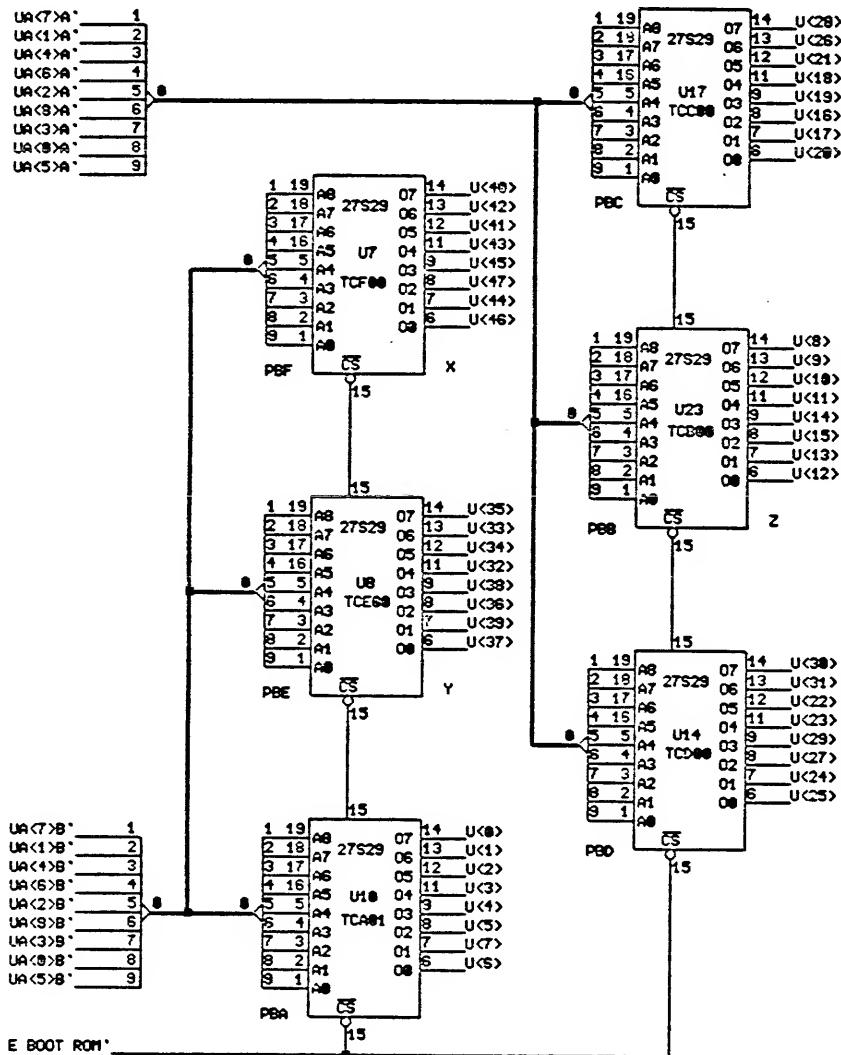 UA<7>A' 1
UA<1>A' 2
UA<4>A' 3
UA<6>A' 4
UA<2>A' 5
UA<8>A' 6
UA<3>A' 7
UA<0>A' 8
UA<5>A' 9
8
8
1 19 A8 27S29 O7 14 U<28>
2 18 A7 O6 13 U<26>
3 17 A6 O5 12 U<21>
4 16 A5 U17 O4 11 U<18>
5 5 A4 TCC00 O3 9 U<19>
6 4 A3 O2 8 U<16>
7 3 A2 O1 7 U<17>
8 2 A1 O0 6 U<20>
9 1 A0
PBC CS
15
1 19 A8 27S29 O7 14 U<40>
2 18 A7 O6 13 U<42>
3 17 A6 O5 12 U<41>
4 16 A5 U7 O4 11 U<43>
8
5 5 A4 TCF00 O3 9 U<45>
6 4 A3 O2 8 U<47>
7 3 A2 O1 7 U<44>
8 2 A1 O0 6 U<46>
9 1 A0
PBF CS X
15
15
1 19 A8 27S29 O7 14 U<8>
2 18 A7 O6 13 U<9>
3 17 A6 O5 12 U<10>
4 16 A5 U23 O4 11 U<11>
8
5 5 A4 TCB00 O3 9 U<14>
6 4 A3 O2 8 U<15>
7 3 A2 O1 7 U<13>
8 2 A1 O0 6 U<12>
9 1 A0
PBB CS Z
15
15
1 19 A8 27S29 O7 14 U<35>
2 18 A7 O6 13 U<33>
3 17 A6 O5 12 U<34>
4 16 A5 U8 O4 11 U<32>
8
5 5 A4 O3 9 U<38>
6 4 A3 O2 8 U<36>
7 3 A2 O1 7 U<39>
8 2 A1 O0 6 U<37>
9 1 A0
PBE CS Y
15
15
1 19 A8 27S29 O7 14 U<30>
2 18 A7 O6 13 U<31>
3 17 A6 O5 12 U<22>
4 16 A5 U14 O4 11 U<23>
8
5 5 A4 TCD00 O3 9 U<29>
6 4 A3 O2 8 U<27>
7 3 A2 O1 7 U<24>
8 2 A1 O0 6 U<25>
9 1 A0
PBD CS
15
UA<7>B' 1
UA<1>B' 2
UA<4>B' 3
UA<6>B' 4
UA<2>B' 5
UA<8>B' 6
UA<3>B' 7
UA<0>B' 8
UA<5>B' 9
8
8
15
1 19 A8 27S29 O7 14 U<0>
2 18 A7 O6 13 U<1>
3 17 A6 O5 12 U<2>
4 16 A5 U10 O4 11 U<3>
5 5 A4 TCA01 O3 9 U<4>
6 4 A3 O2 8 U<5>
7 3 A2 O1 7 U<7>
8 2 A1 O0 6 U<6>
9 1 A0
PBA CS
15
E BOOT ROM'